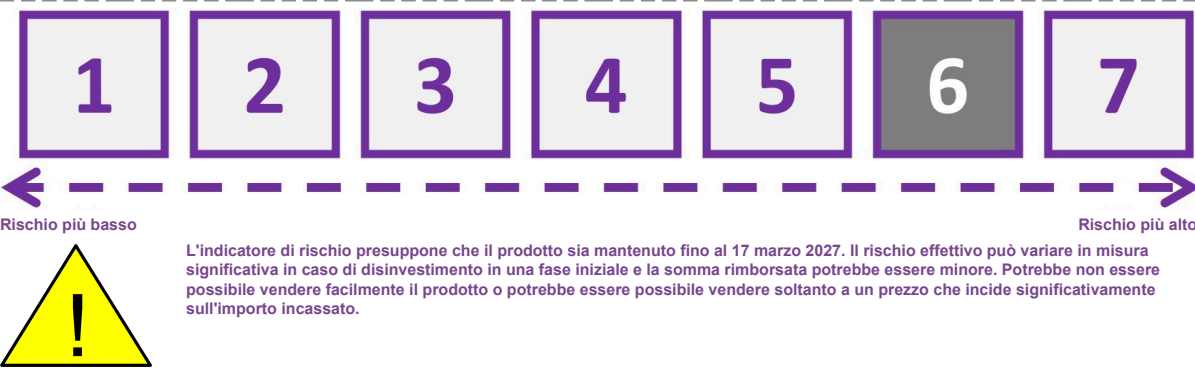 1 2 3 4 5 6 7
Rischio più basso Rischio più alto
L'indicatore di rischio presuppone che il prodotto sia mantenuto fino al 17 marzo 2027. Il rischio effettivo può variare in misura
significativa in caso di disinvestimento in una fase iniziale e la somma rimborsata potrebbe essere minore. Potrebbe non essere
possibile vendere facilmente il prodotto o potrebbe essere possibile vendere soltanto a un prezzo che incide significativamente
sull'importo incassato.
!